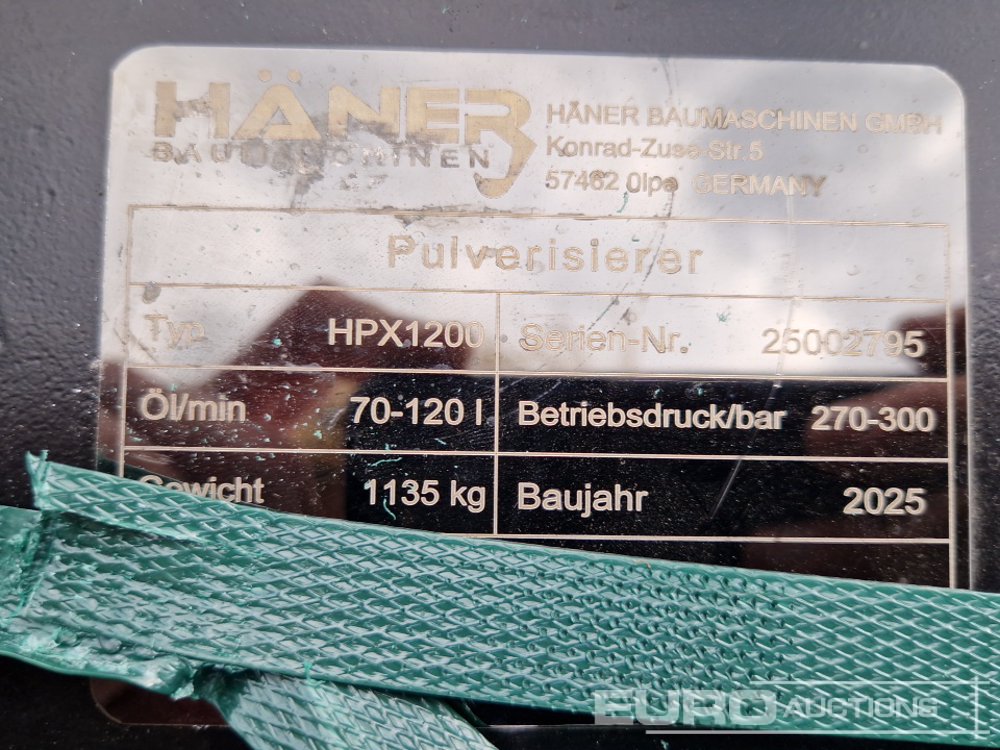 HÄNER
BAUMASCHINEN
HÄNER BAUMASCHINEN GMBH
Konrad-Zuse-Str.5
57462 Olpe GERMANY
Pulverisierer
Typ HPX1200 Serien-Nr. 25002795
Öl/min 70-120 l Betriebsdruck/bar 270-300
Gewicht 1135 kg Baujahr 2025
EURO AUCTIONS